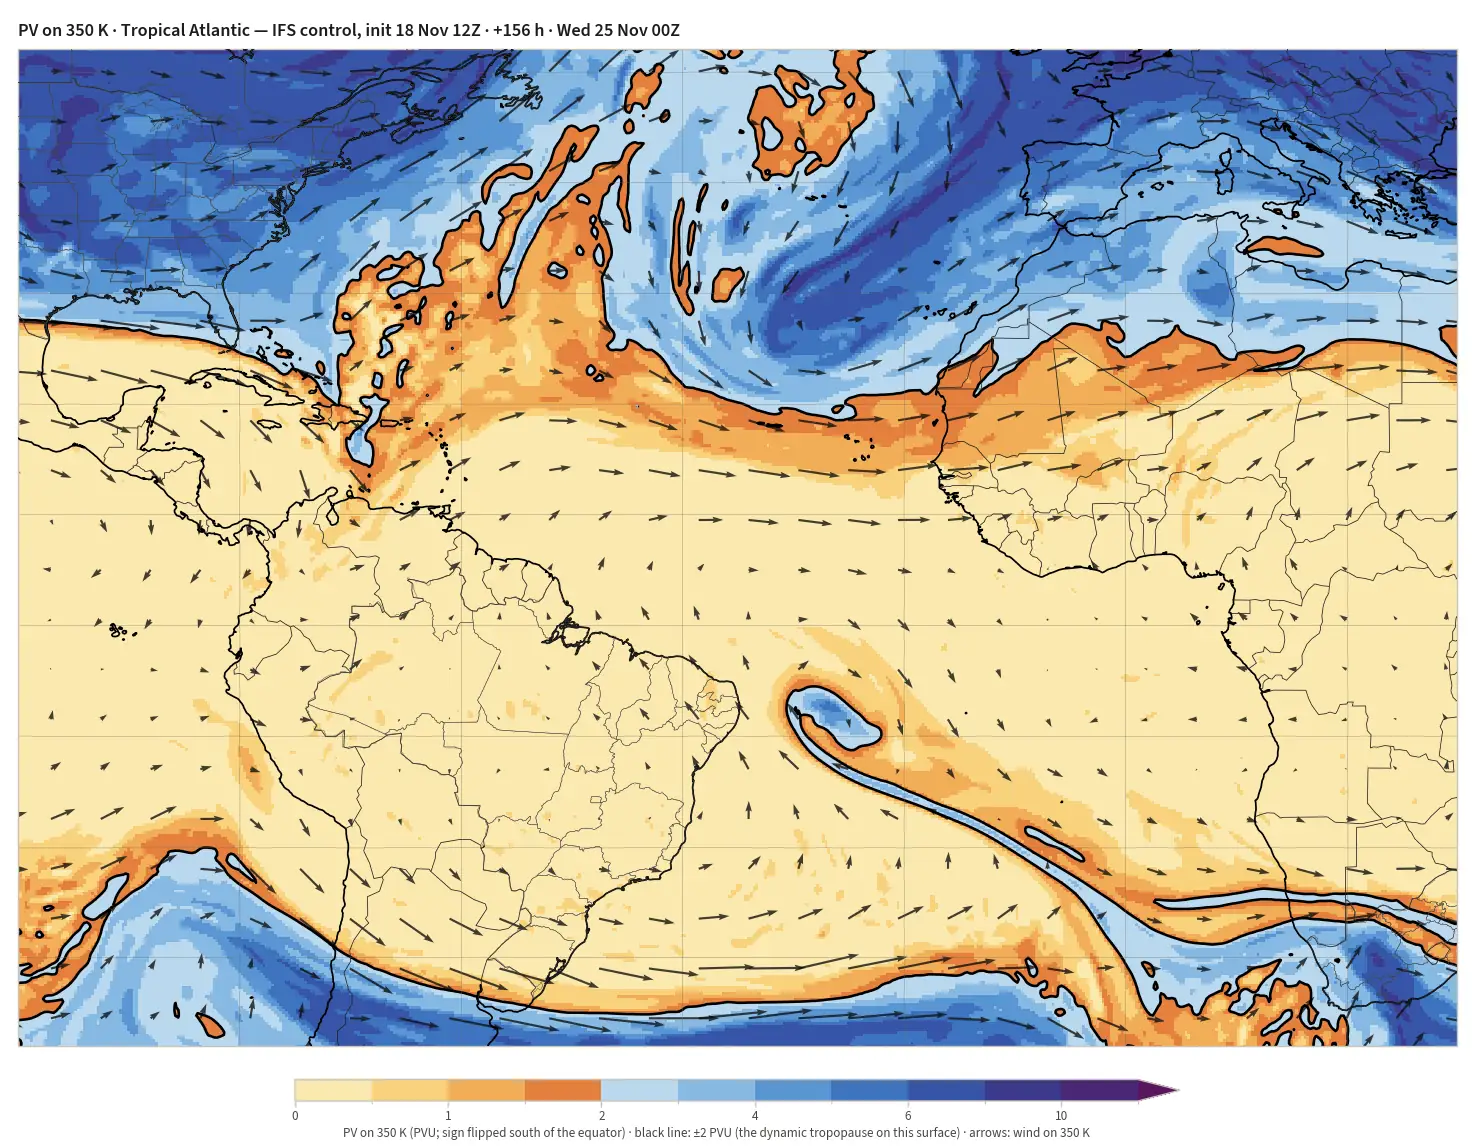 PV on 350 K · Tropical Atlantic — IFS control, init 18 Nov 12Z · +156 h · Wed 25 Nov 00Z
0 1 2 4 6 10
PV on 350 K (PVU; sign flipped south of the equator) · black line: ±2 PVU (the dynamic tropopause on this surface) · arrows: wind on 350 K